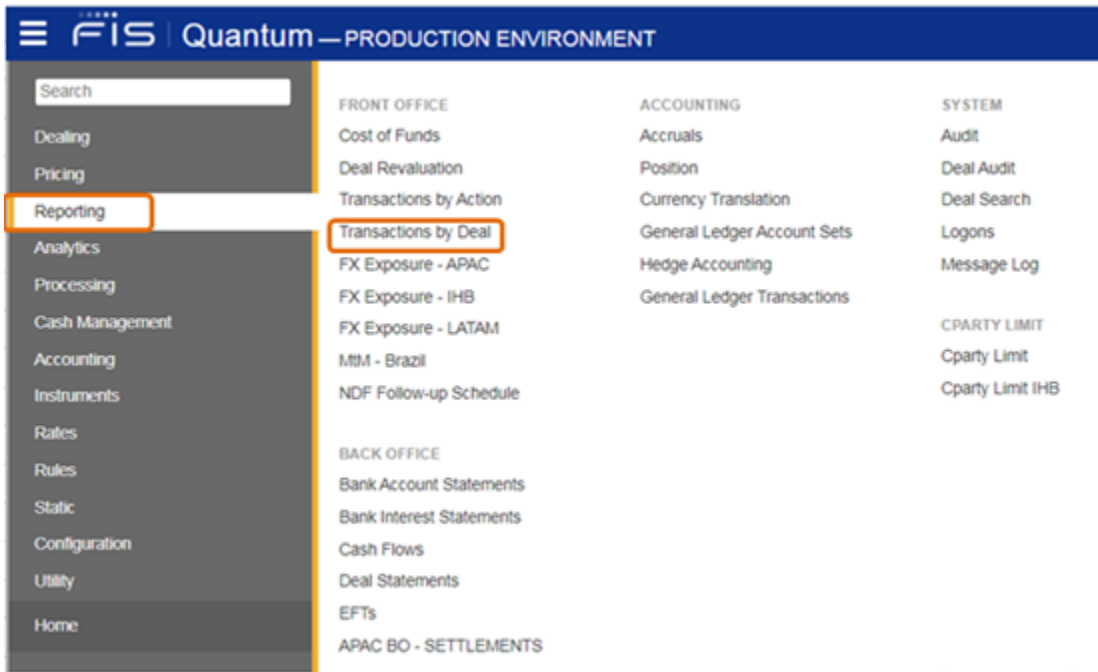 FIS Quantum — PRODUCTION ENVIRONMENT
Search
Dealing
Pricing
Reporting
Analytics
Processing
Cash Management
Accounting
Instruments
Rates
Rules
Static
Configuration
Utility
Home
FRONT OFFICE
Cost of Funds
Deal Revaluation
Transactions by Action
Transactions by Deal
FX Exposure - APAC
FX Exposure - IHB
FX Exposure - LATAM
MtM - Brazil
NDF Follow-up Schedule
BACK OFFICE
Bank Account Statements
Bank Interest Statements
Cash Flows
Deal Statements
EFTs
APAC BO - SETTLEMENTS
ACCOUNTING
Accruals
Position
Currency Translation
General Ledger Account Sets
Hedge Accounting
General Ledger Transactions
SYSTEM
Audit
Deal Audit
Deal Search
Logons
Message Log
CPARTY LIMIT
Cparty Limit
Cparty Limit IHB